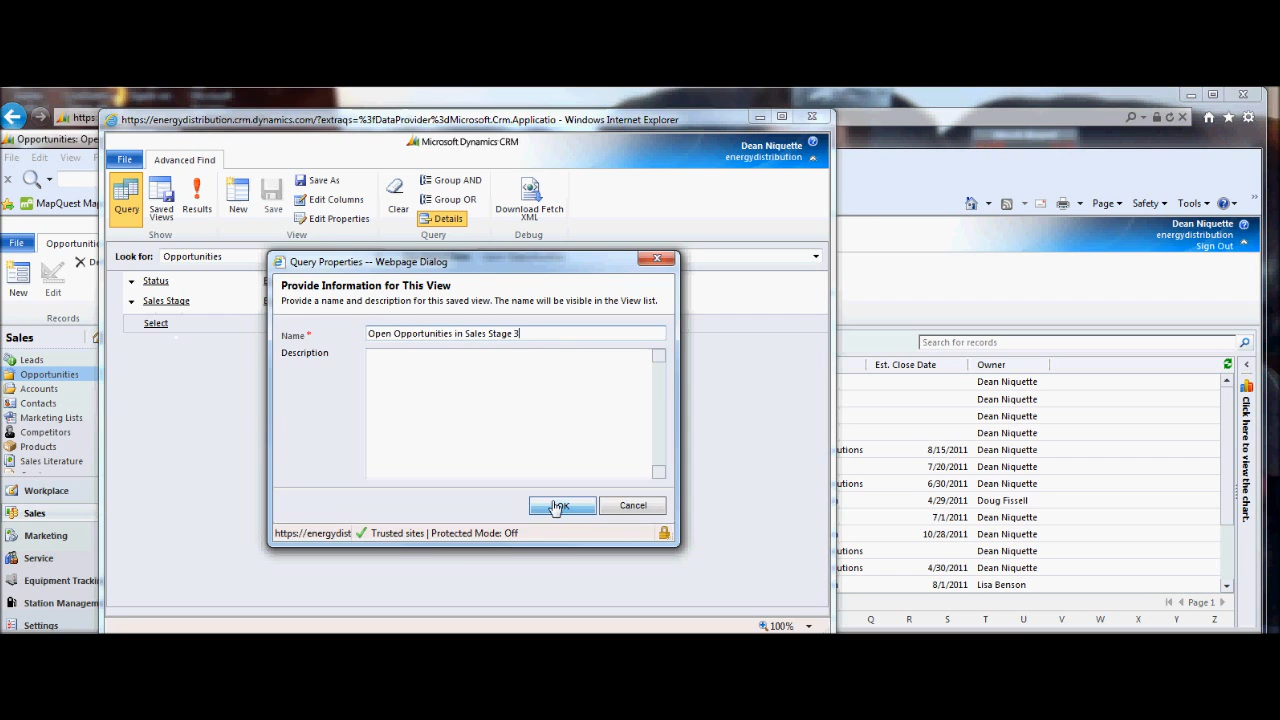 https
https://energydistribution.crm.dynamics.com/?extraqs=%3fDataProvider%3dMicrosoft.Crm.Applicatio - Windows Internet Explorer
Opportunities: Ope
File Edit View
MapQuest Ma
Page Safety Tools
Microsoft Dynamics CRM
Dean Niquette
energydistribution
File
Advanced Find
Query
Saved Views
Results
New
Save
Save As
Edit Columns
Edit Properties
Clear
Group AND
Group OR
Details
Download Fetch XML
Show
View
Query
Debug
Look for:
Opportunities
Status
Sales Stage
Select
Query Properties -- Webpage Dialog
Provide Information for This View
Provide a name and description for this saved view. The name will be visible in the View list.
Name *
Open Opportunities in Sales Stage 3
Description
OK
Cancel
https://energydist
Trusted sites | Protected Mode: Off
100%
File
Opportuniti
New
Edit
De
Records
Sales
Leads
Opportunities
Accounts
Contacts
Marketing Lists
Competitors
Products
Sales Literature
Workplace
Sales
Marketing
Service
Equipment Trackin
Station Managem
Settings
Dean Niquette
energydistribution
Sign Out
Search for records
Est. Close Date Owner
Dean Niquette
Dean Niquette
Dean Niquette
Dean Niquette
utions 8/15/2011 Dean Niquette
7/20/2011 Dean Niquette
utions 6/30/2011 Dean Niquette
4/29/2011 Doug Fissell
7/1/2011 Dean Niquette
10/28/2011 Dean Niquette
utions Dean Niquette
utions 4/30/2011 Dean Niquette
8/1/2011 Lisa Benson
Page 1
Q R S T U V W X Y Z
Click here to view the chart.